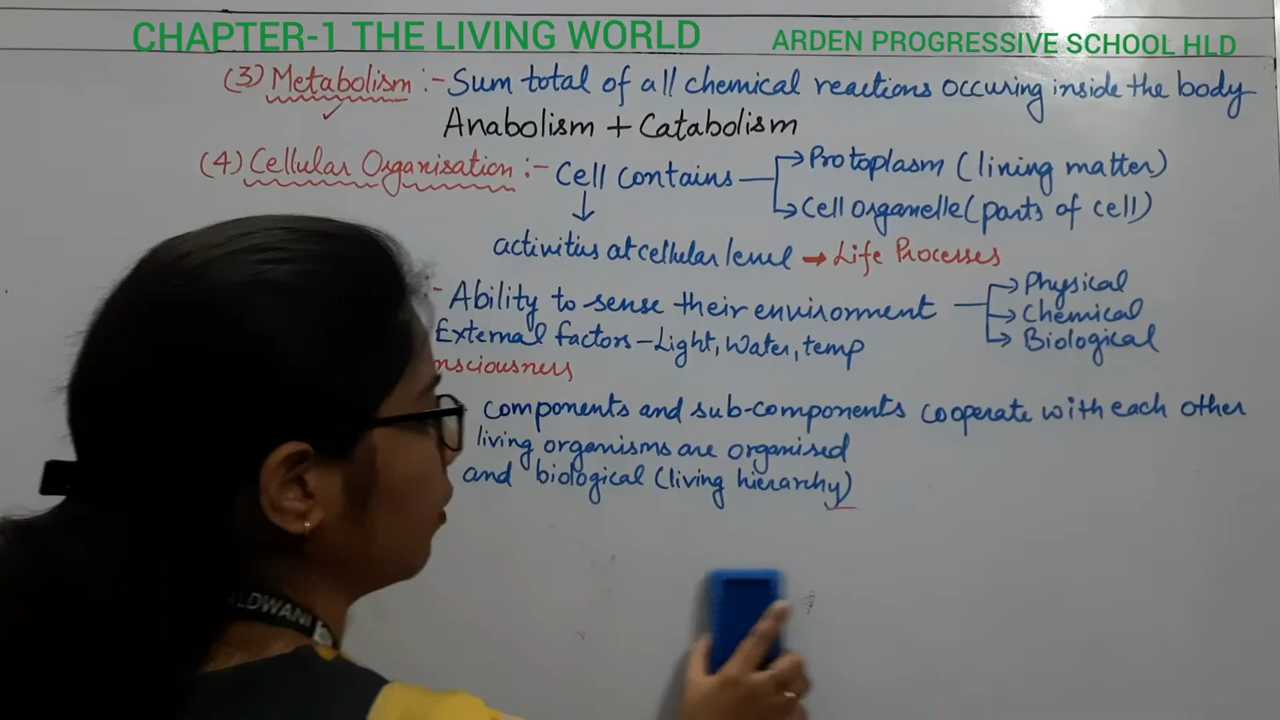 CHAPTER-1 THE LIVING WORLD ARDEN PROGRESSIVE SCHOOL HLD
(3) Metabolism :- Sum total of all chemical reactions occuring inside the body
Anabolism + Catabolism
(4) Cellular Organisation :- Cell contains → Protoplasm (lining matter)
↓ → Cell organelle (parts of cell)
activities at cellular level → Life Processes
- Ability to sense their environment → Physical
→ Chemical
External factors - Light, Water, temp → Biological
nsciousness
components and sub-components cooperate with each other
living organisms are organised
and biological (living hierarchy)
LDWANI